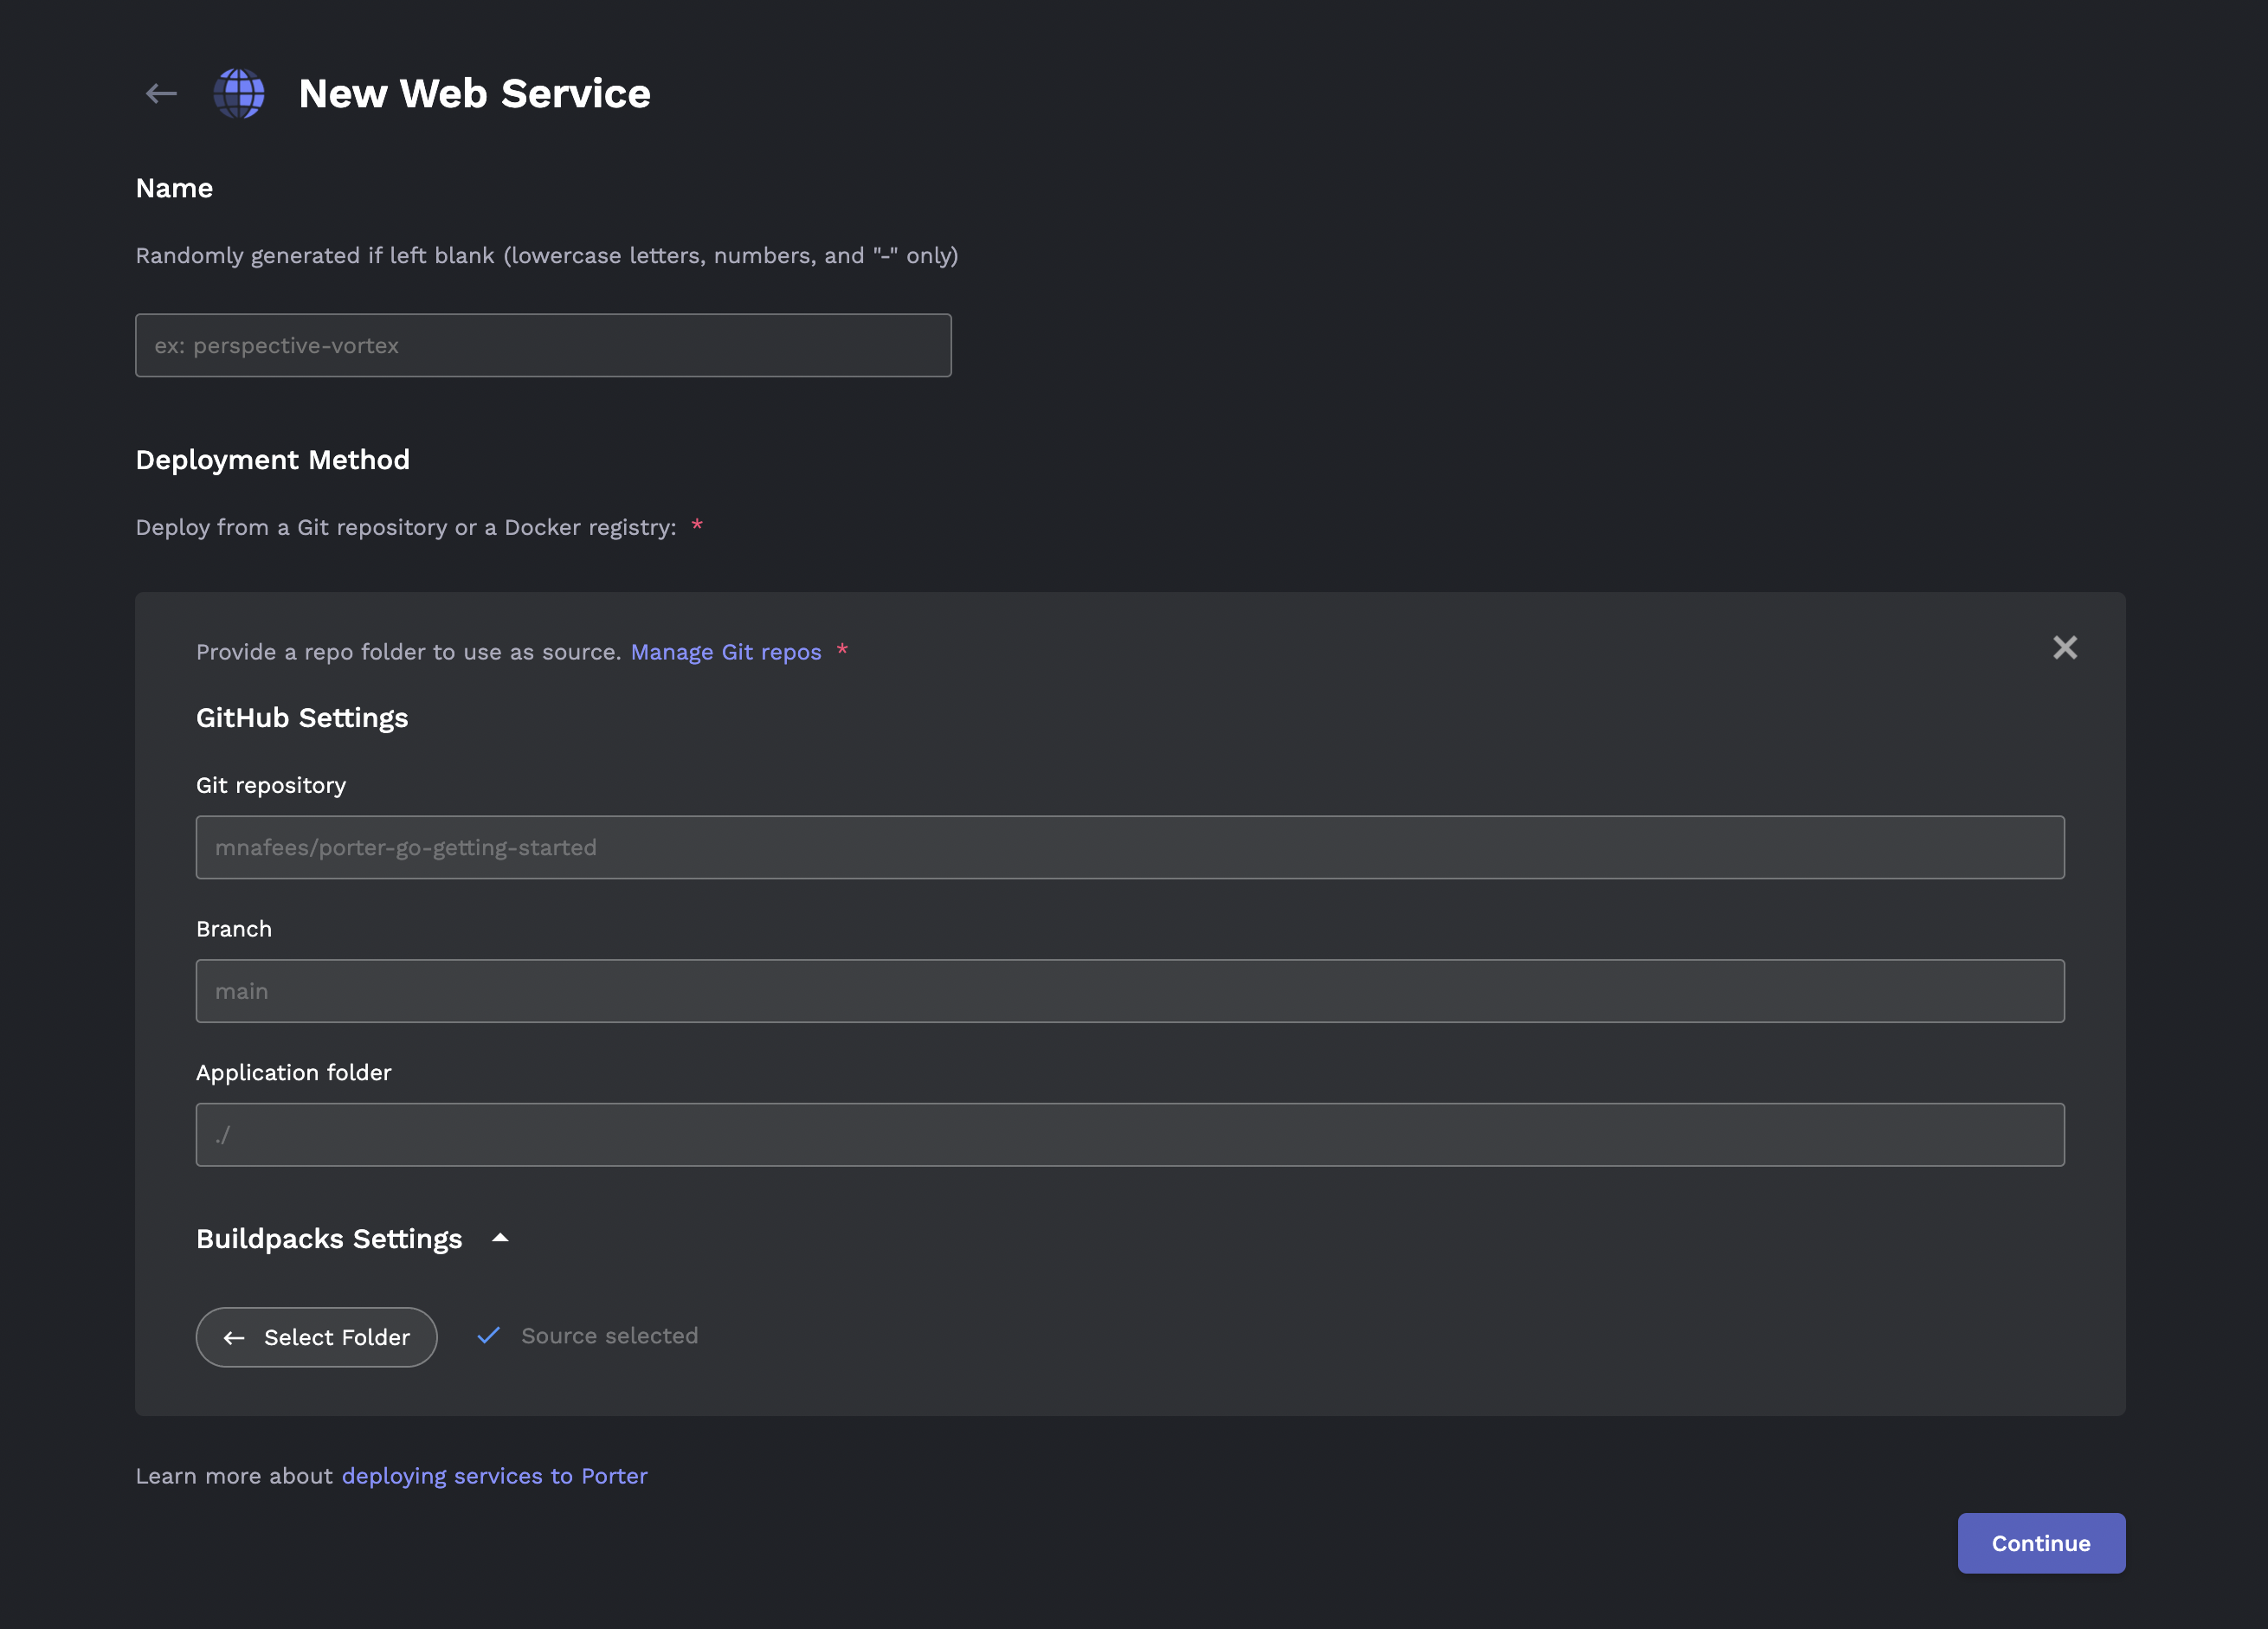 New Web Service
Name
Randomly generated if left blank (lowercase letters, numbers, and "-" only)
ex: perspective-vortex
Deployment Method
Deploy from a Git repository or a Docker registry: *
Provide a repo folder to use as source. Manage Git repos *
GitHub Settings
Git repository
mnafees/porter-go-getting-started
Branch
main
Application folder
./
Buildpacks Settings
Select Folder
Source selected
Learn more about deploying services to Porter
Continue